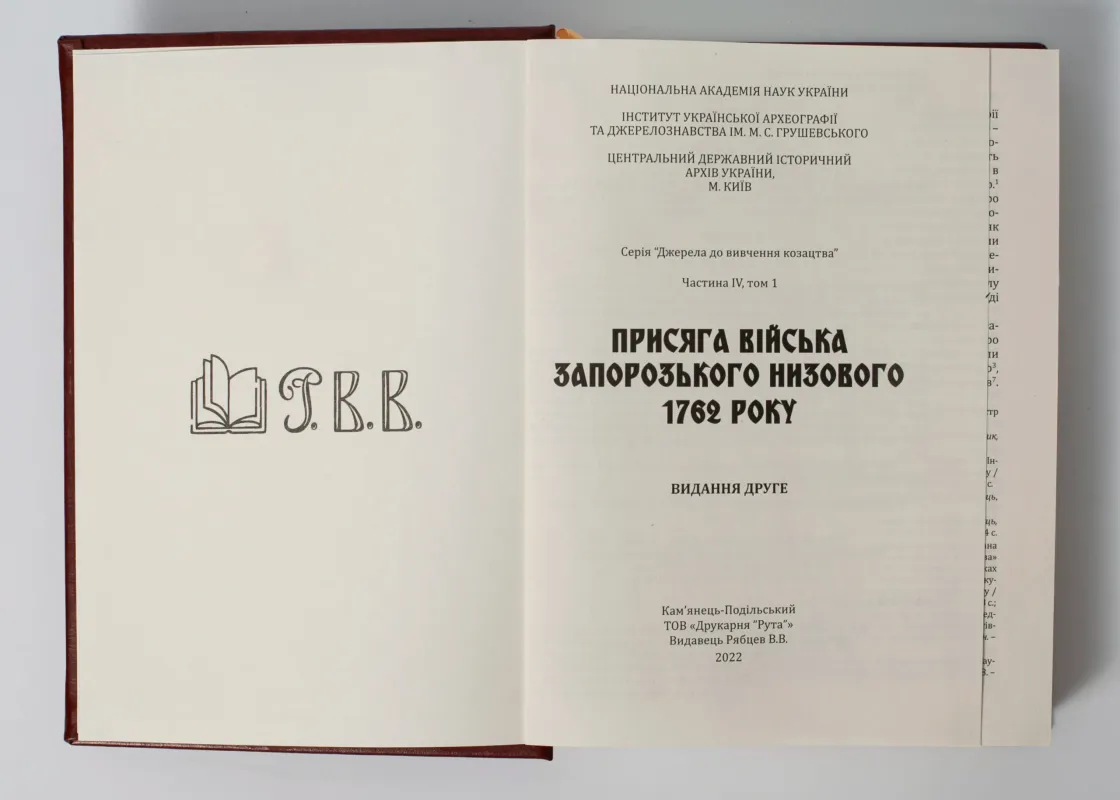 Р. В. В.
НАЦІОНАЛЬНА АКАДЕМІЯ НАУК УКРАЇНИ
ІНСТИТУТ УКРАЇНСЬКОЇ АРХЕОГРАФІЇ
ТА ДЖЕРЕЛОЗНАВСТВА ІМ. М. С. ГРУШЕВСЬКОГО
ЦЕНТРАЛЬНИЙ ДЕРЖАВНИЙ ІСТОРИЧНИЙ
АРХІВ УКРАЇНИ,
М. КИЇВ
Серія “Джерела до вивчення козацтва”
Частина IV, том 1
ПРИСЯГА ВІЙСЬКА
ЗАПОРОЗЬКОГО НИЗОВОГО
1762 РОКУ
ВИДАННЯ ДРУГЕ
Кам’янець-Подільський
ТОВ «Друкарня “Рута”»
Видавець Рябцев В.В.
2022